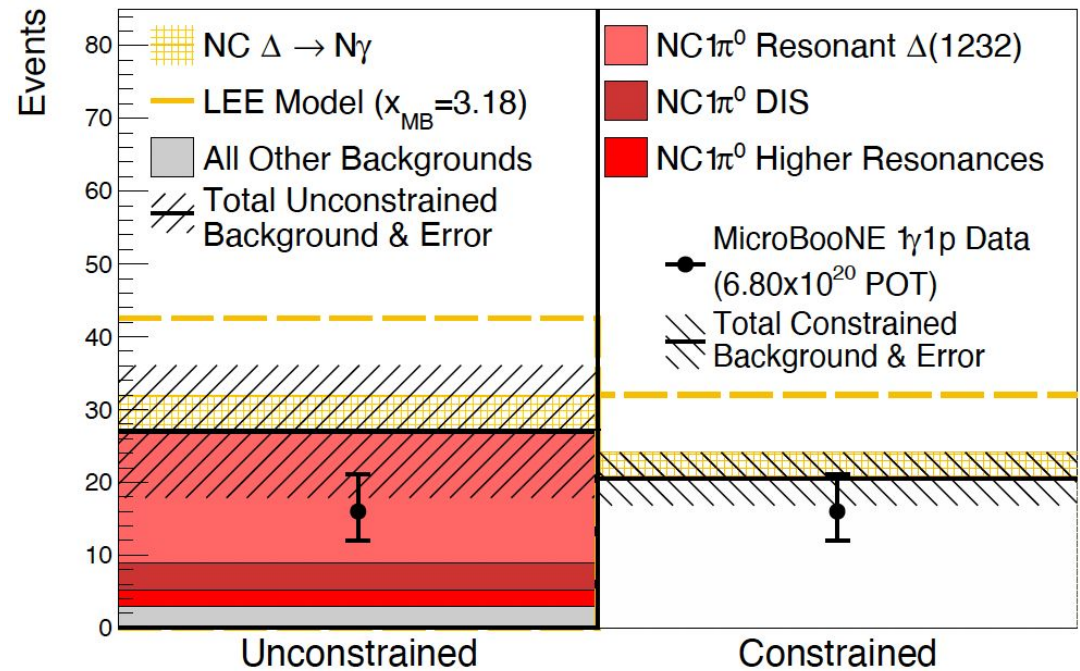 Events
80
70
60
50
40
30
20
10
0
NC Δ → Nγ
LEE Model (x_MB=3.18)
All Other Backgrounds
Total Unconstrained
Background & Error
NC1π⁰ Resonant Δ(1232)
NC1π⁰ DIS
NC1π⁰ Higher Resonances
MicroBooNE 1γ1p Data
(6.80x10²⁰ POT)
Total Constrained
Background & Error
Unconstrained
Constrained